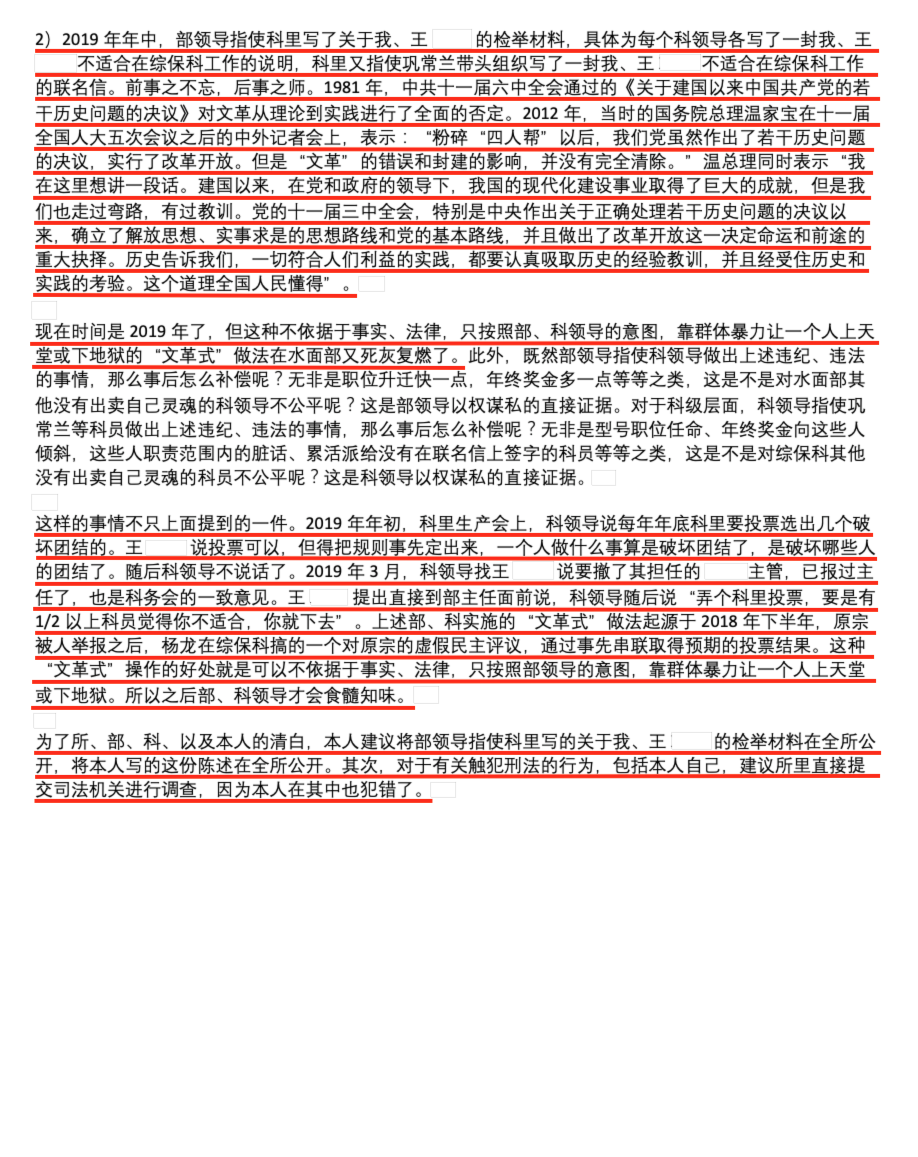 2）2019 年年中，部领导指使科里写了关于我、王 的检举材料，具体为每个科领导各写了一封我、王
不适合在综保科工作的说明，科里又指使巩常兰带头组织写了一封我、王 不适合在综保科工作
的联名信。前事之不忘，后事之师。1981 年，中共十一届六中全会通过的《关于建国以来中国共产党的若
干历史问题的决议》对文革从理论到实践进行了全面的否定。2012 年，当时的国务院总理温家宝在十一届
全国人大五次会议之后的中外记者会上，表示：“粉碎“四人帮”以后，我们党虽然作出了若干历史问题
的决议，实行了改革开放。但是“文革”的错误和封建的影响，并没有完全清除。”温总理同时表示“我
在这里想讲一段话。建国以来，在党和政府的领导下，我国的现代化建设事业取得了巨大的成就，但是我
们也走过弯路，有过教训。党的十一届三中全会，特别是中央作出关于正确处理若干历史问题的决议以
来，确立了解放思想、实事求是的思想路线和党的基本路线，并且做出了改革开放这一决定命运和前途的
重大抉择。历史告诉我们，一切符合人们利益的实践，都要认真吸取历史的经验教训，并且经受住历史和
实践的考验。这个道理全国人民懂得”。
现在时间是 2019 年了，但这种不依据于事实、法律，只按照部、科领导的意图，靠群体暴力让一个人上天
堂或下地狱的“文革式”做法在水面部又死灰复燃了。此外，既然部领导指使科领导做出上述违纪、违法
的事情，那么事后怎么补偿呢？无非是职位升迁快一点，年终奖金多一点等等之类，这是不是对水面部其
他没有出卖自己灵魂的科领导不公平呢？这是部领导以权谋私的直接证据。对于科级层面，科领导指使巩
常兰等科员做出上述违纪、违法的事情，那么事后怎么补偿呢？无非是型号职位任命、年终奖金向这些人
倾斜，这些人职责范围内的脏话、累活派给没有在联名信上签字的科员等等之类，这是不是对综保科其他
没有出卖自己灵魂的科员不公平呢？这是科领导以权谋私的直接证据。
这样的事情不只上面提到的一件。2019 年年初，科里生产会上，科领导说每年年底科里要投票选出几个破
坏团结的。王 说投票可以，但得把规则事先定出来，一个人做什么事算是破坏团结了，是破坏哪些人
的团结了。随后科领导不说话了。2019 年 3 月，科领导找王 说要撤了其担任的 主管，已报过主
任了，也是科务会的一致意见。王 提出直接到部主任面前说，科领导随后说“弄个科里投票，要是有
1/2 以上科员觉得你不适合，你就下去”。上述部、科实施的“文革式”做法起源于 2018 年下半年，原宗
被人举报之后，杨龙在综保科搞的一个对原宗的虚假民主评议，通过事先串联取得预期的投票结果。这种
“文革式”操作的好处就是可以不依据于事实、法律，只按照部领导的意图，靠群体暴力让一个人上天堂
或下地狱。所以之后部、科领导才会食髓知味。
为了所、部、科、以及本人的清白，本人建议将部领导指使科里写的关于我、王 的检举材料在全所公
开，将本人写的这份陈述在全所公开。其次，对于有关触犯刑法的行为，包括本人自己，建议所里直接提
交司法机关进行调查，因为本人在其中也犯错了。